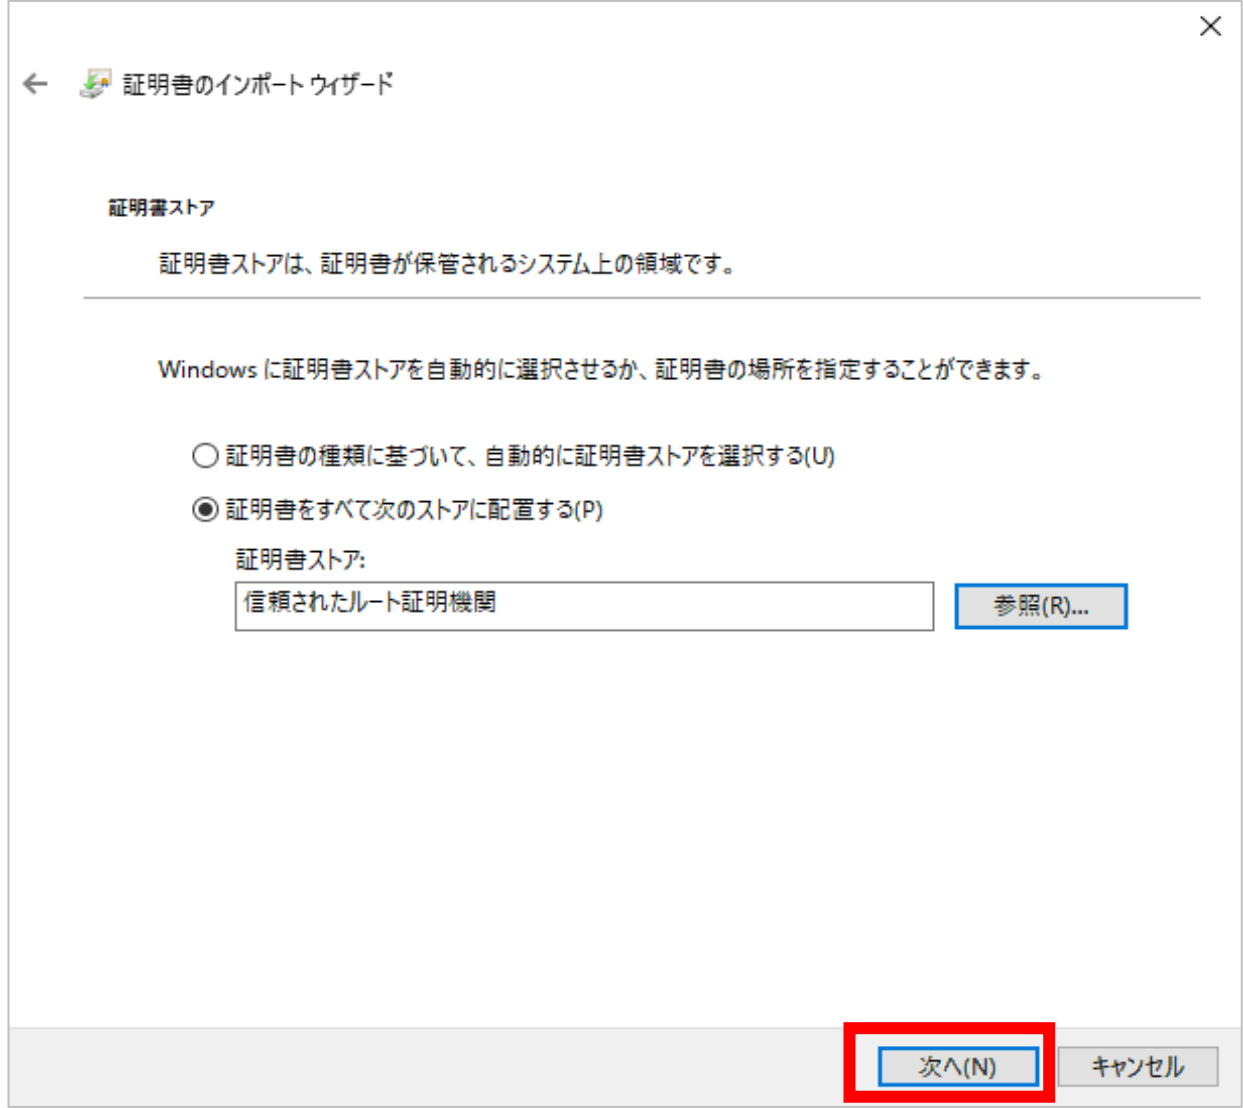 証明書のインポート ウィザード
証明書ストア
証明書ストアは、証明書が保管されるシステム上の領域です。
Windows に証明書ストアを自動的に選択させるか、証明書の場所を指定することができます。
証明書の種類に基づいて、自動的に証明書ストアを選択する(U)
証明書をすべて次のストアに配置する(P)
証明書ストア:
信頼されたルート証明機関
参照(R)...
次へ(N)
キャンセル